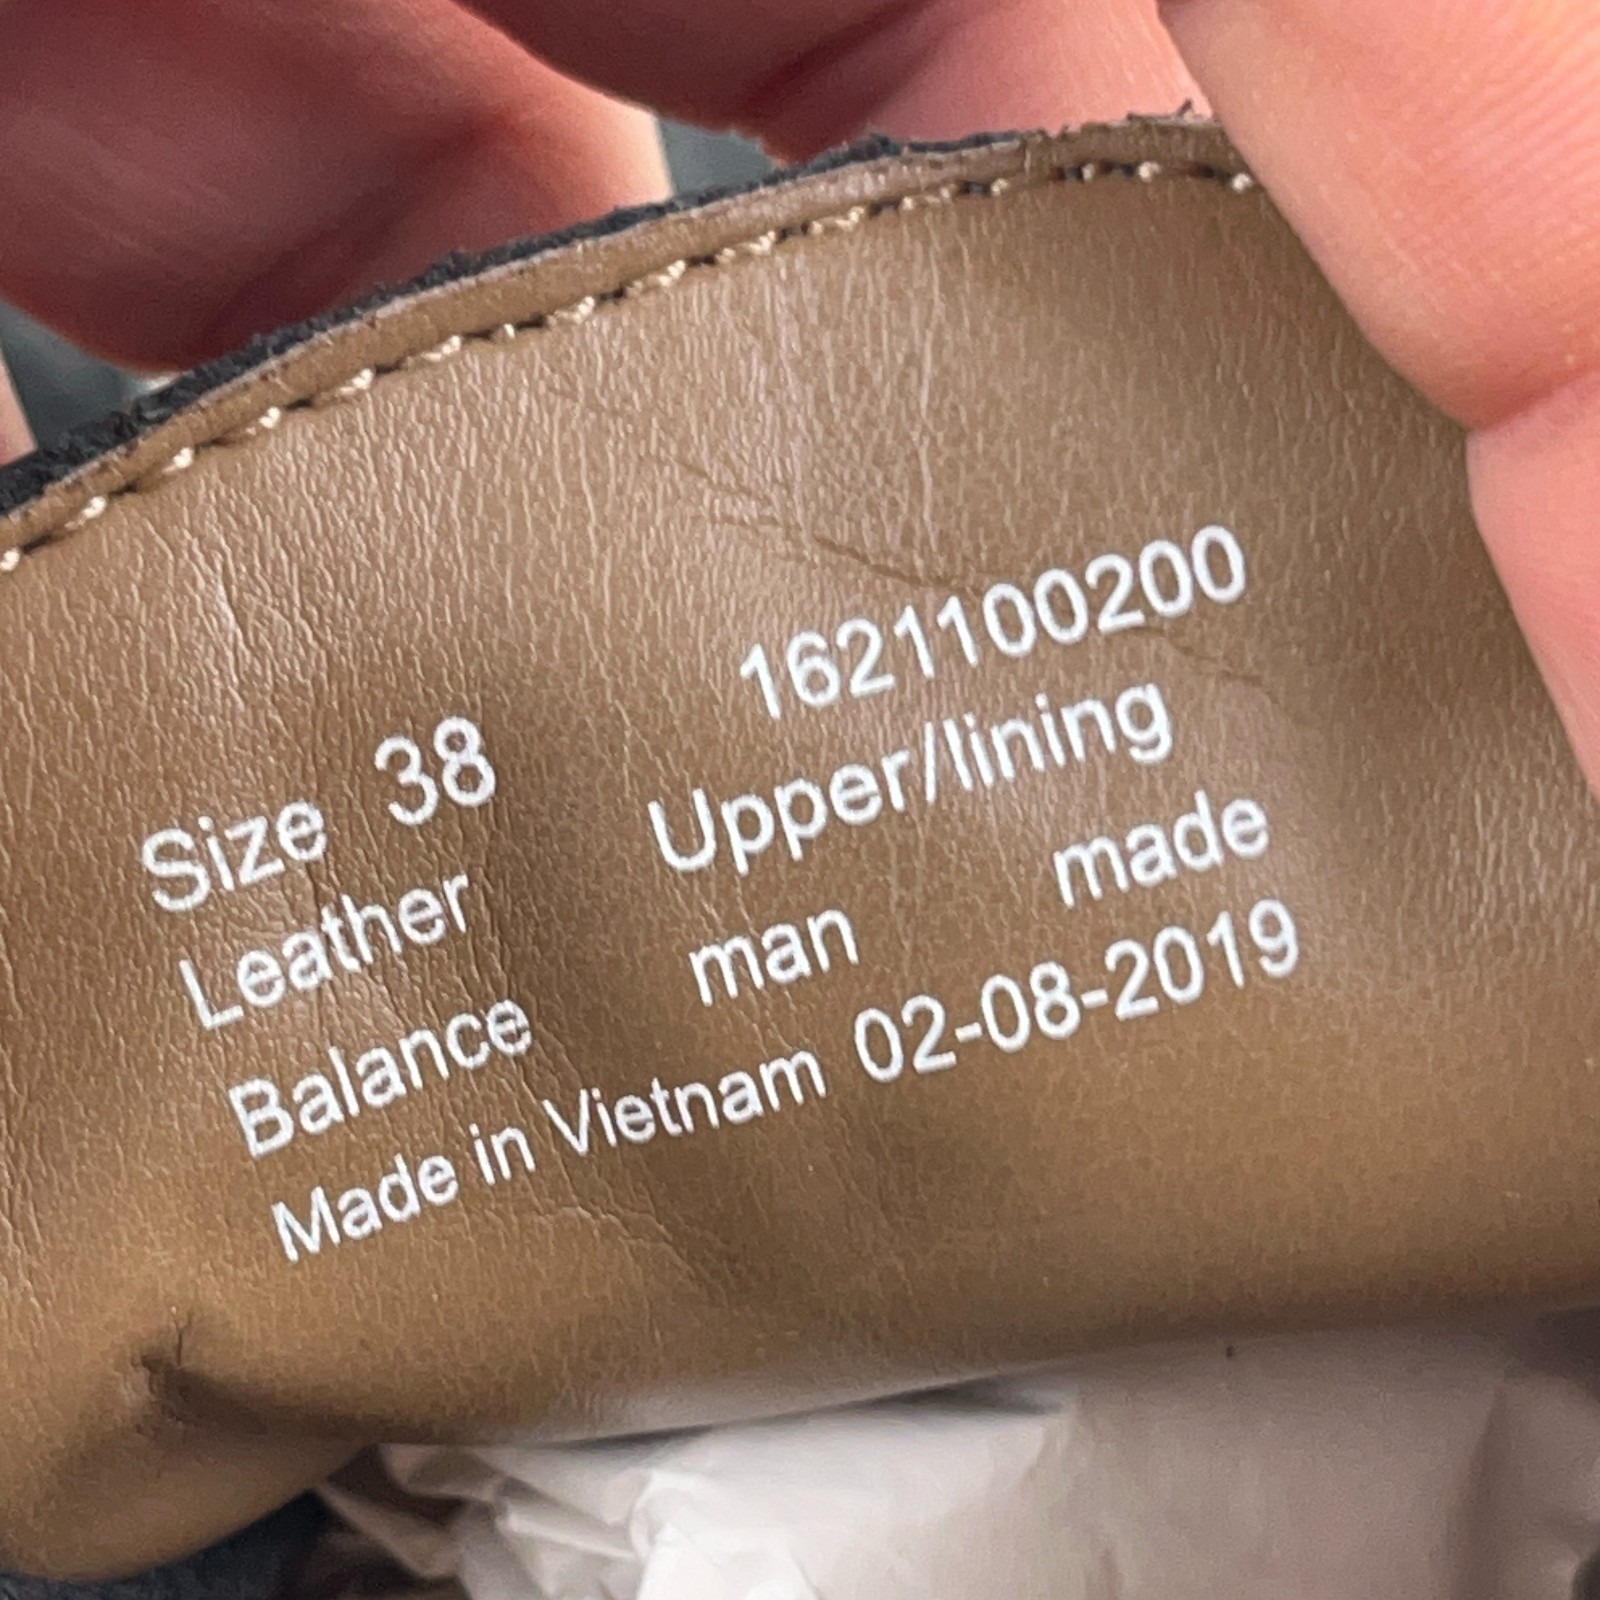 Size 38 1621100200
Leather Upper/lining
Balance man made
Made in Vietnam 02-08-2019